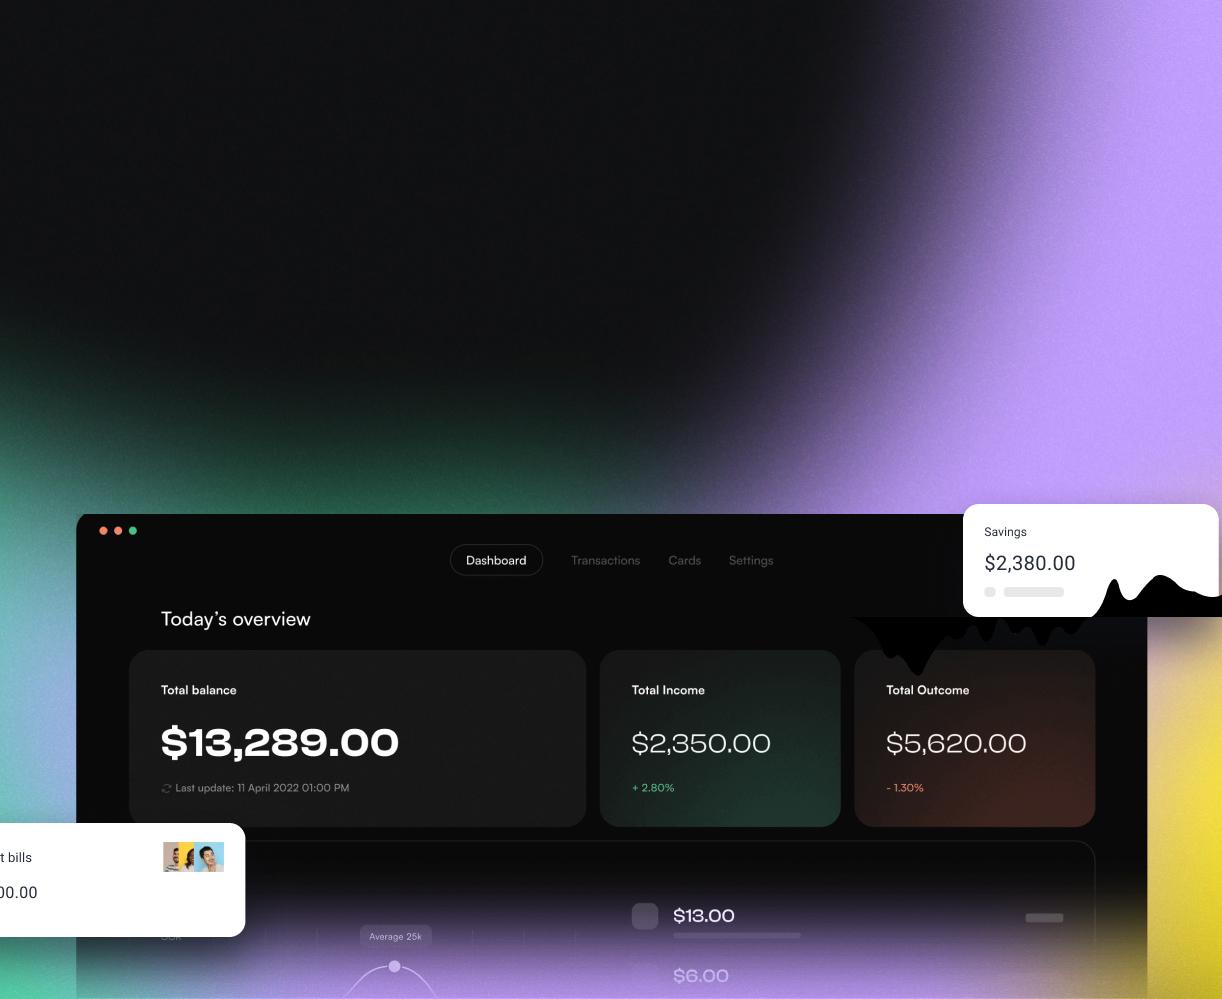 Dashboard
Transactions
Cards
Settings
Savings
$2,380.00
Today’s overview
Total balance
$13,289.00
Last update: 11 April 2022 01:00 PM
Total Income
$2,350.00
+ 2.80%
Total Outcome
$5,620.00
- 1.30%
t bills
00.00
$13.00
Average 25k
$6.00